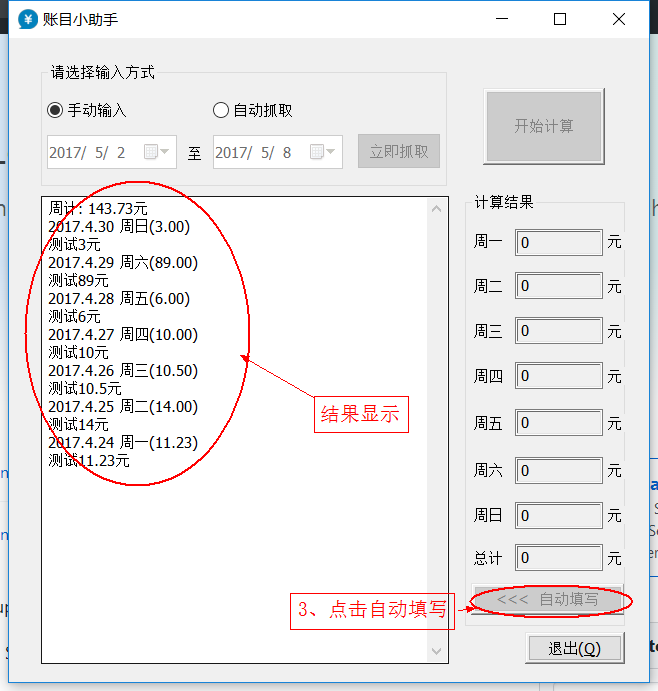 账目小助手
请选择输入方式
手动输入
自动抓取
开始计算
2017/ 5/ 2
至
2017/ 5/ 8
立即抓取
周计: 143.73元
2017.4.30 周日(3.00)
测试3元
2017.4.29 周六(89.00)
测试89元
2017.4.28 周五(6.00)
测试6元
2017.4.27 周四(10.00)
测试10元
2017.4.26 周三(10.50)
测试10.5元
2017.4.25 周二(14.00)
测试14元
2017.4.24 周一(11.23)
测试11.23元
结果显示
计算结果
周一 0 元
周二 0 元
周三 0 元
周四 0 元
周五 0 元
周六 0 元
周日 0 元
总计 0 元
<<< 自动填写
3、点击自动填写
退出(Q)